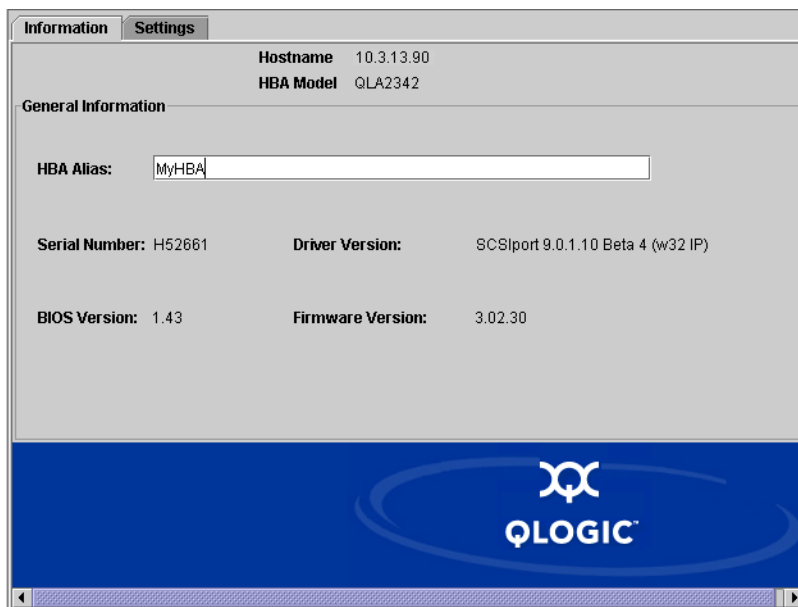 Information Settings
Hostname 10.3.13.90
HBA Model QLA2342
General Information
HBA Alias: MyHBA
Serial Number: H52661 Driver Version: SCSIport 9.0.1.10 Beta 4 (w32 IP)
BIOS Version: 1.43 Firmware Version: 3.02.30
QLOGIC™